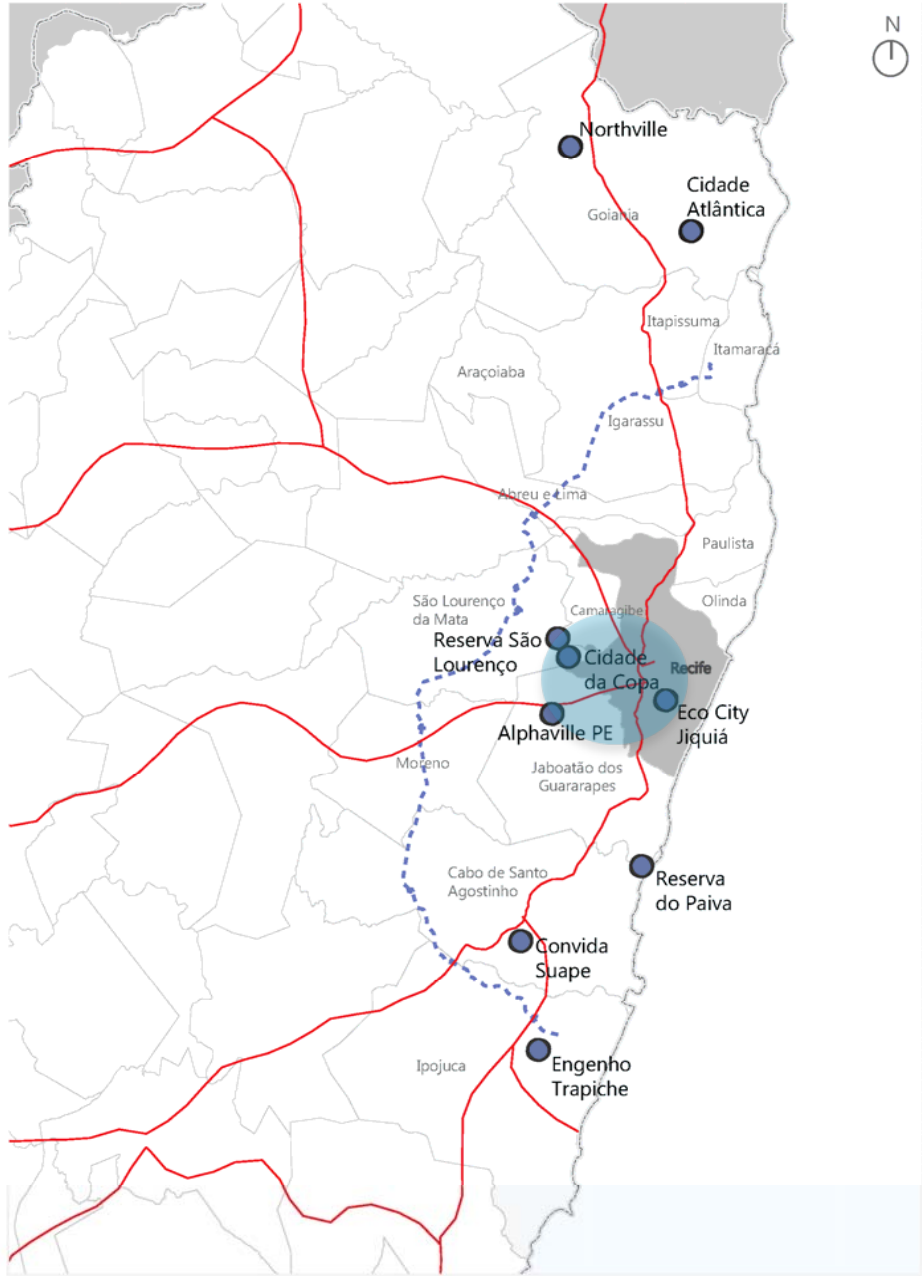 N
Northville
Cidade
Atlântica
Goiania
Itapissuma
Itamaracá
Araçoiaba
Igarassu
Abreu e Lima
Paulista
São Lourenço
da Mata
Camaragibe
Olinda
Reserva São
Lourenço
Cidade
da Copa
Recife
Eco City
Jiquiá
Alphaville PE
Moreno
Jaboatão dos
Guararapes
Cabo de Santo
Agostinho
Reserva
do Paiva
Convida
Suape
Ipojuca
Engenho
Trapiche